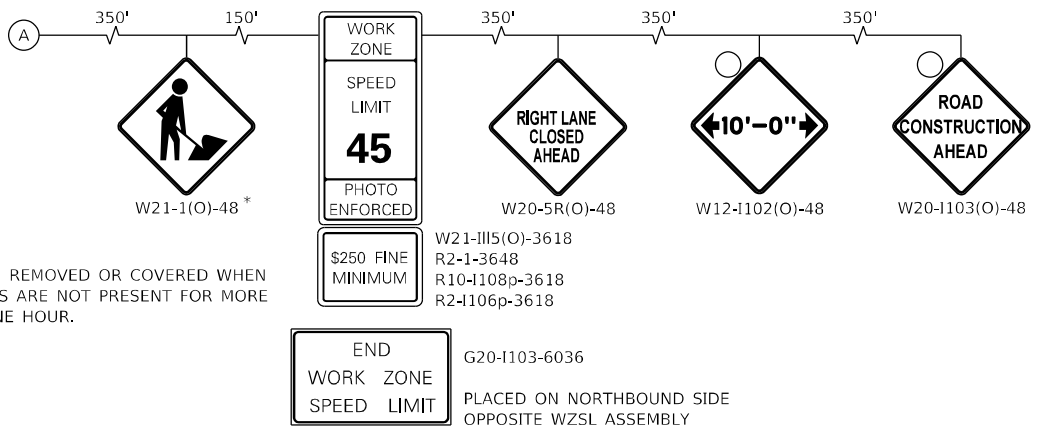 350' 150' 350' 350' 350'
A
WORK
ZONE
SPEED
LIMIT
45
PHOTO
ENFORCED
$250 FINE
MINIMUM
RIGHT LANE
CLOSED
AHEAD
10'-0"
ROAD
CONSTRUCTION
AHEAD
W21-1(O)-48 *
W20-5R(O)-48
W12-I102(O)-48
W20-I103(O)-48
W21-III5(O)-3618
R2-1-3648
R10-I108p-3618
R2-I106p-3618
REMOVED OR COVERED WHEN
S ARE NOT PRESENT FOR MORE
NE HOUR.
END
WORK ZONE
SPEED LIMIT
G20-I103-6036
PLACED ON NORTHBOUND SIDE
OPPOSITE WZSL ASSEMBLY